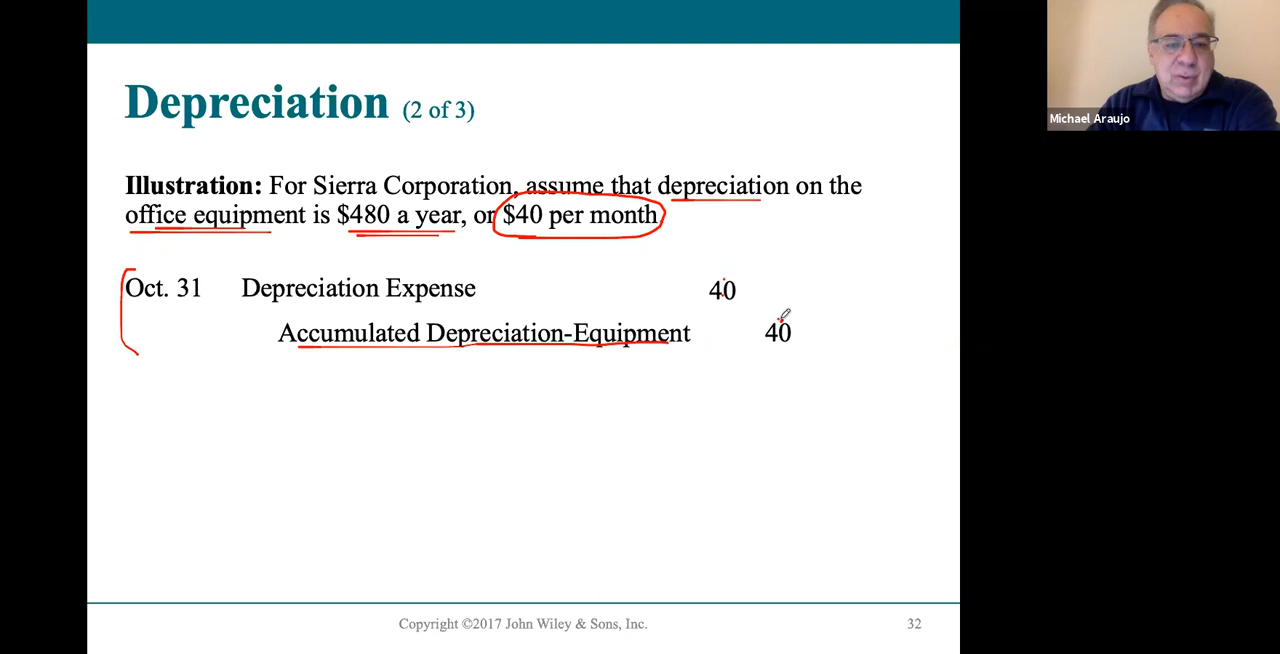 Depreciation (2 of 3)
Illustration: For Sierra Corporation, assume that depreciation on the
office equipment is $480 a year, or $40 per month
Oct. 31 Depreciation Expense 40
Accumulated Depreciation-Equipment 40
Copyright ©2017 John Wiley & Sons, Inc. 32
Michael Araujo